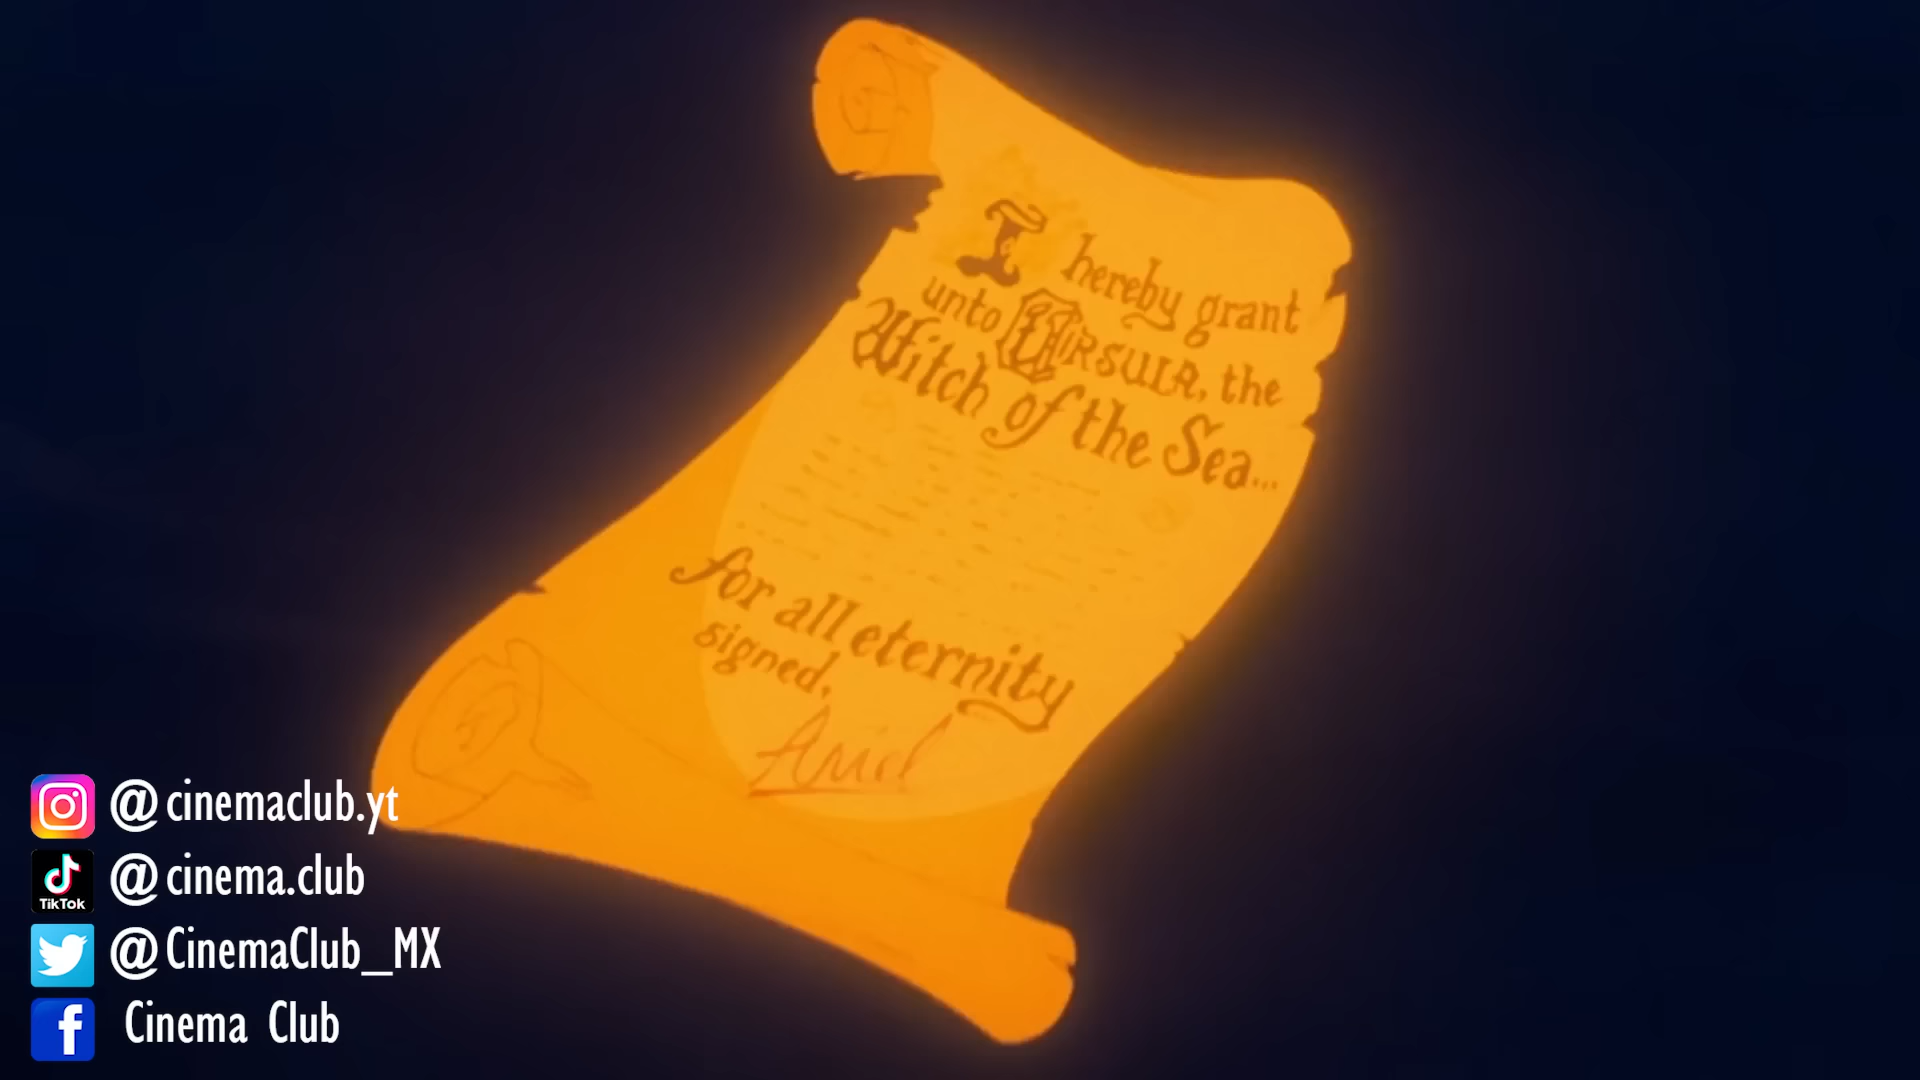 I hereby grant
unto Ursula, the
Witch of the Sea...
for all eternity
signed,
Ariel
@cinemaclub.yt
TikTok
@cinema.club
@CinemaClub_MX
f
Cinema Club